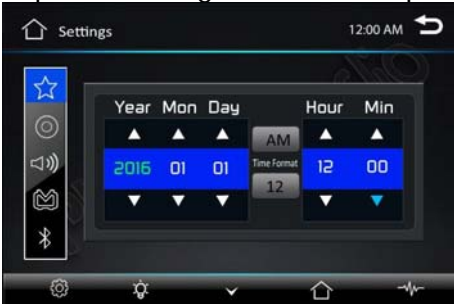 Settings
12:00 AM
Year Mon Day Hour Min
AM
2016 01 01 Time Format 12 00
12